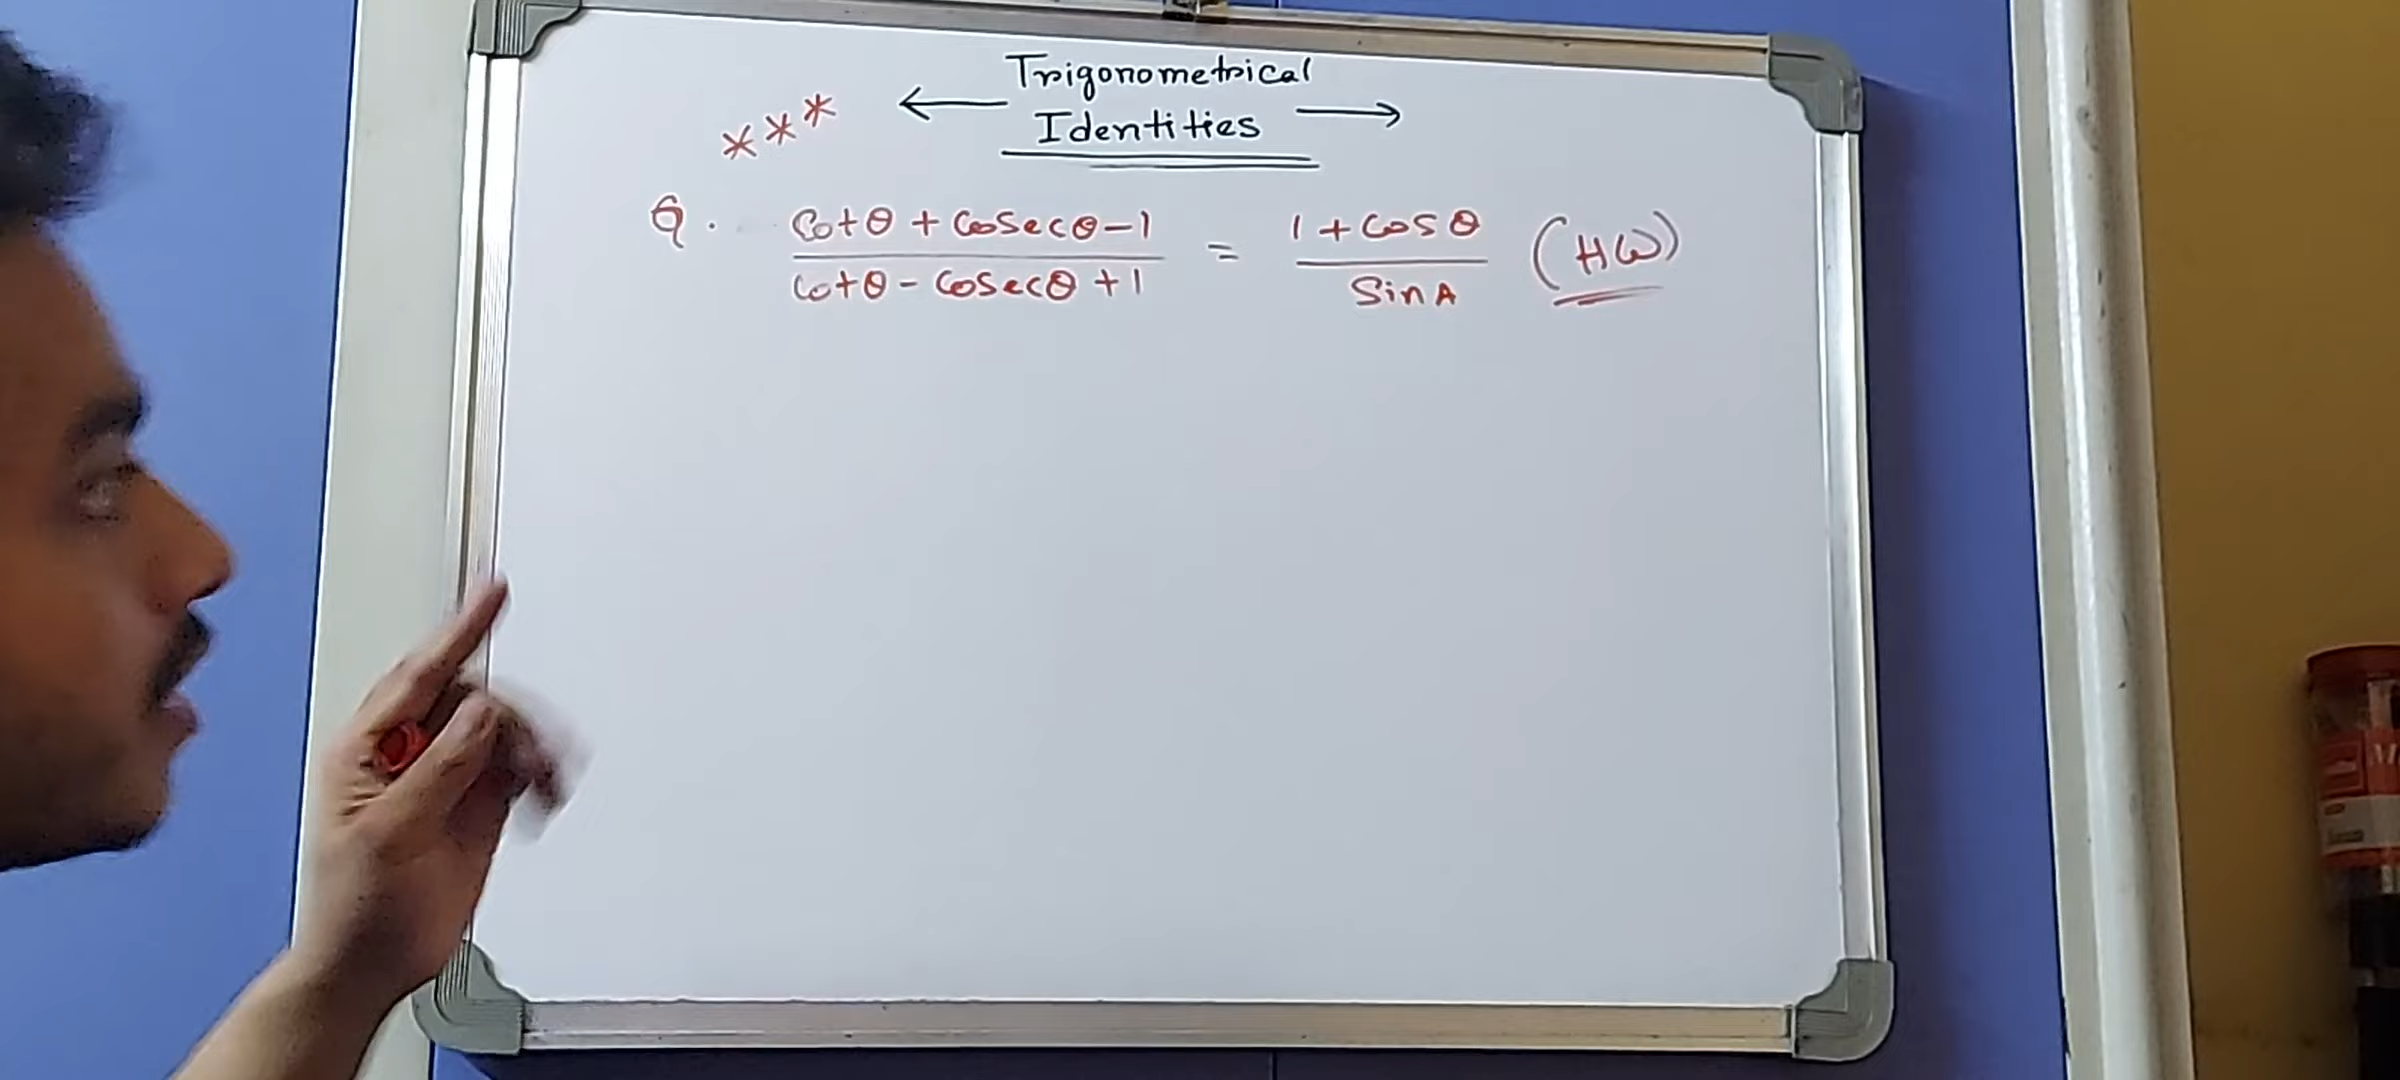 Trigonometrical
*** ← Identities →
Q. (Cotθ + Cosecθ - 1)/(Cotθ - Cosecθ + 1) = (1 + Cosθ)/(Sin A) (HW)